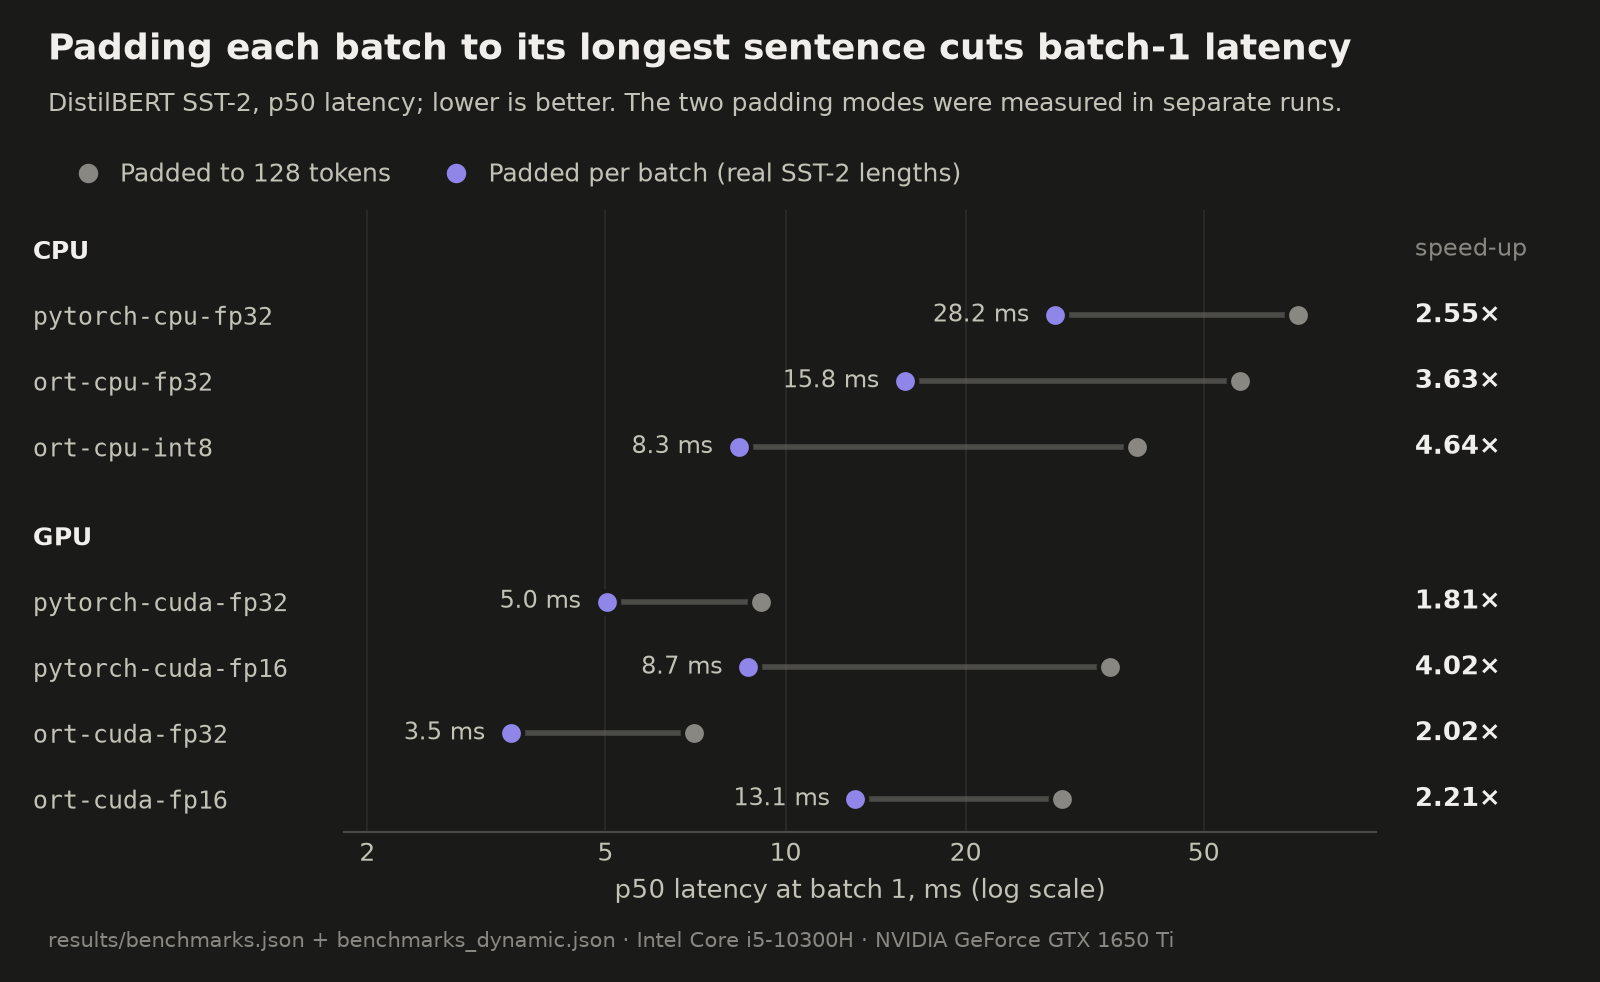 Padding each batch to its longest sentence cuts batch-1 latency
DistilBERT SST-2, p50 latency; lower is better. The two padding modes were measured in separate runs.
Padded to 128 tokens Padded per batch (real SST-2 lengths)
CPU speed-up
pytorch-cpu-fp32 28.2 ms 2.55×
ort-cpu-fp32 15.8 ms 3.63×
ort-cpu-int8 8.3 ms 4.64×
GPU
pytorch-cuda-fp32 5.0 ms 1.81×
pytorch-cuda-fp16 8.7 ms 4.02×
ort-cuda-fp32 3.5 ms 2.02×
ort-cuda-fp16 13.1 ms 2.21×
2 5 10 20 50
p50 latency at batch 1, ms (log scale)
results/benchmarks.json + benchmarks_dynamic.json · Intel Core i5-10300H · NVIDIA GeForce GTX 1650 Ti